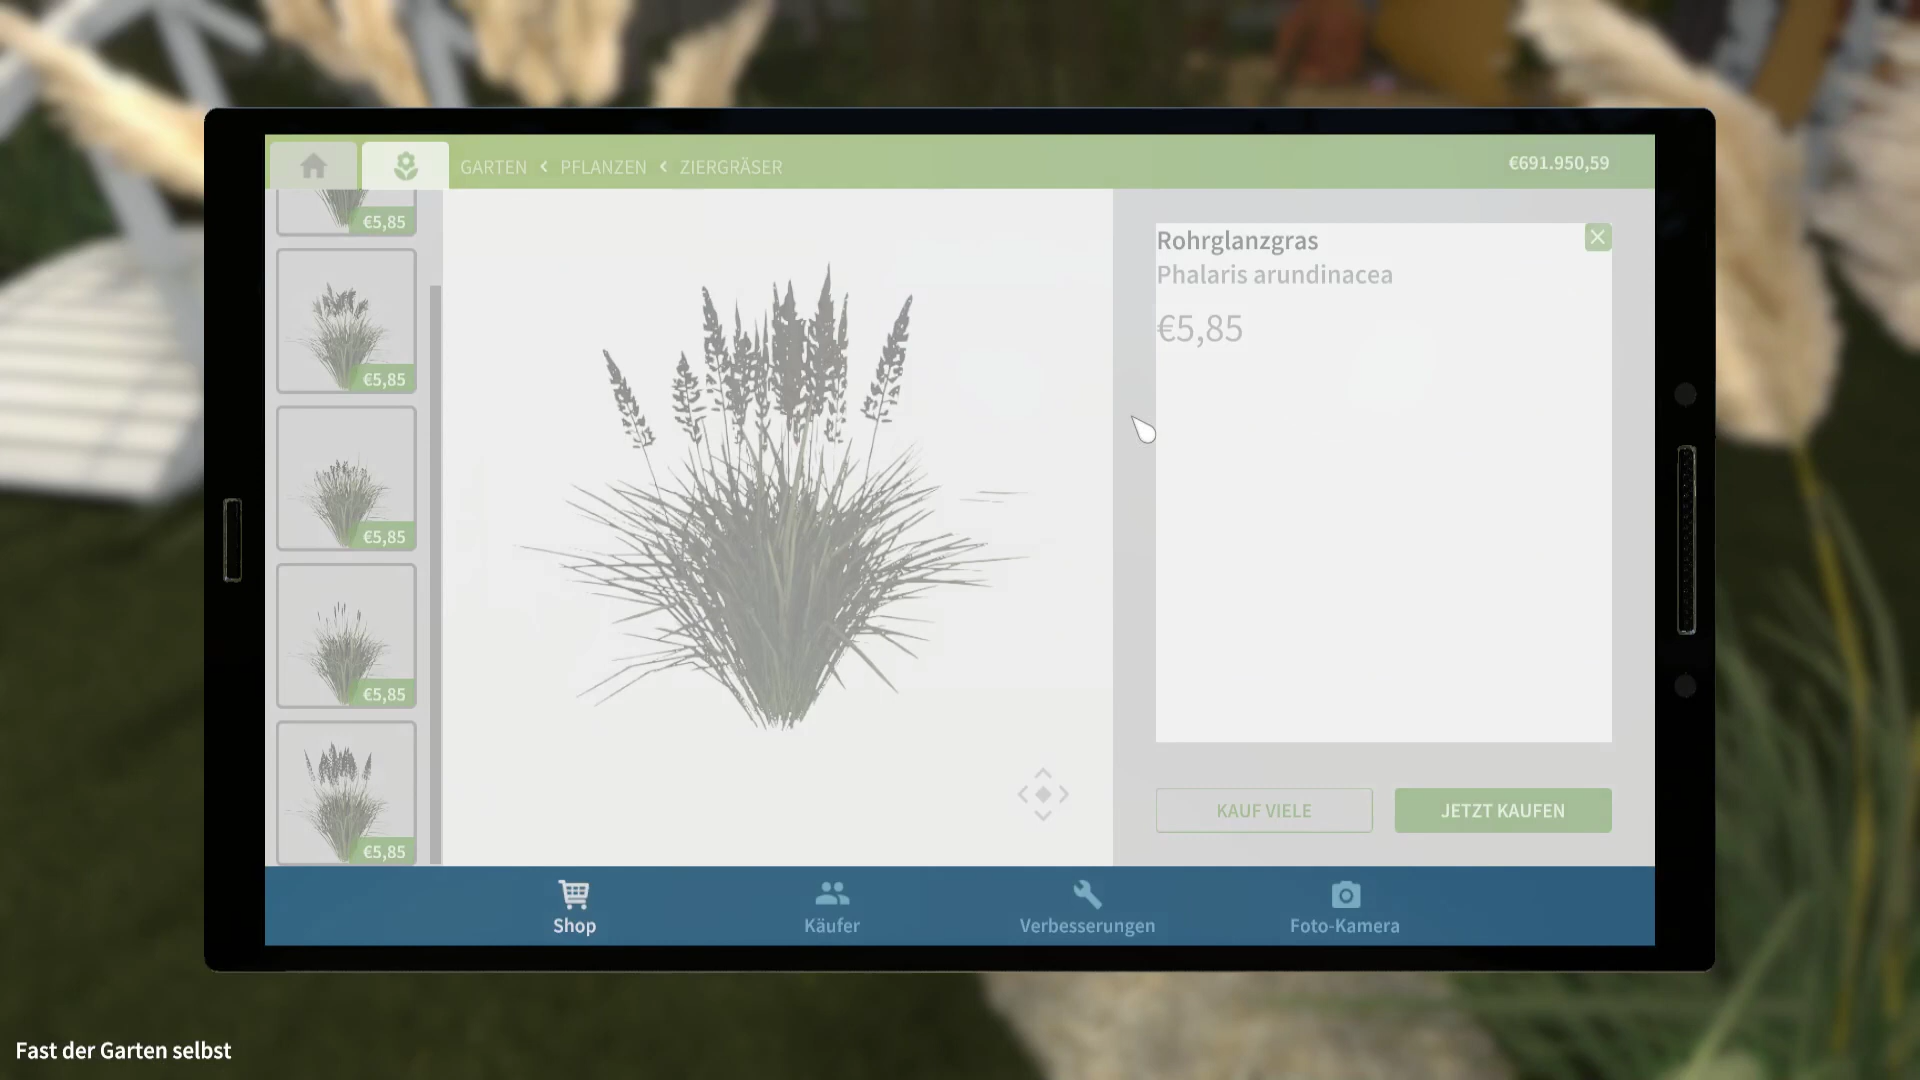 GARTEN < PFLANZEN < ZIERGRÄSER
€691.950,59
€5,85
€5,85
€5,85
€5,85
€5,85
Rohrglanzgras
Phalaris arundinacea
€5,85
KAUF VIELE
JETZT KAUFEN
Shop
Käufer
Verbesserungen
Foto-Kamera
Fast der Garten selbst